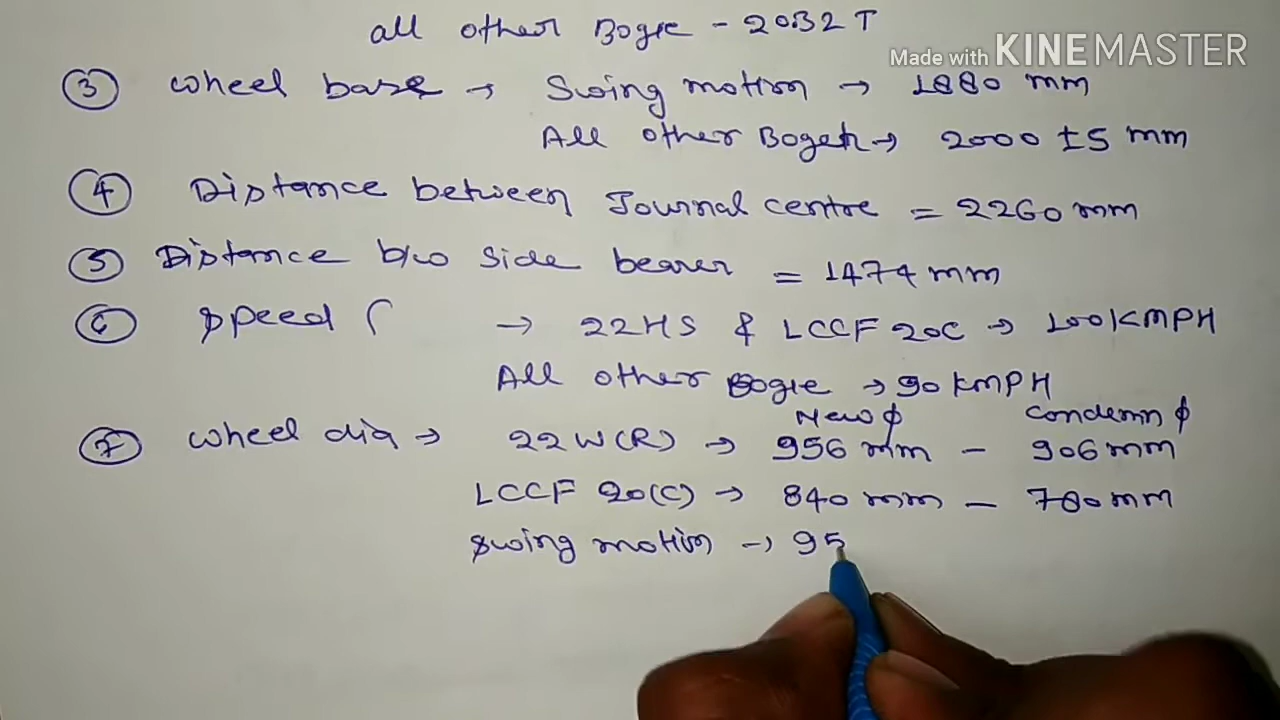 all other Bogie - 20.32 T
Made with KINEMASTER
③ wheel base → Swing motion → 1880 mm
All other Bogeh → 2000 ±5 mm
④ Distance between Journal centre = 2260 mm
⑤ Distance b/w side bearer = 1474 mm
⑥ speed ( → 22HS & LCCF 20C → 100 KMPH
All other Bogie → 90 KMPH
New ϕ Condemn ϕ
⑦ wheel dia → 22W(R) → 956 mm - 906 mm
LCCF 20(C) → 840 mm - 780 mm
Swing motion → 95